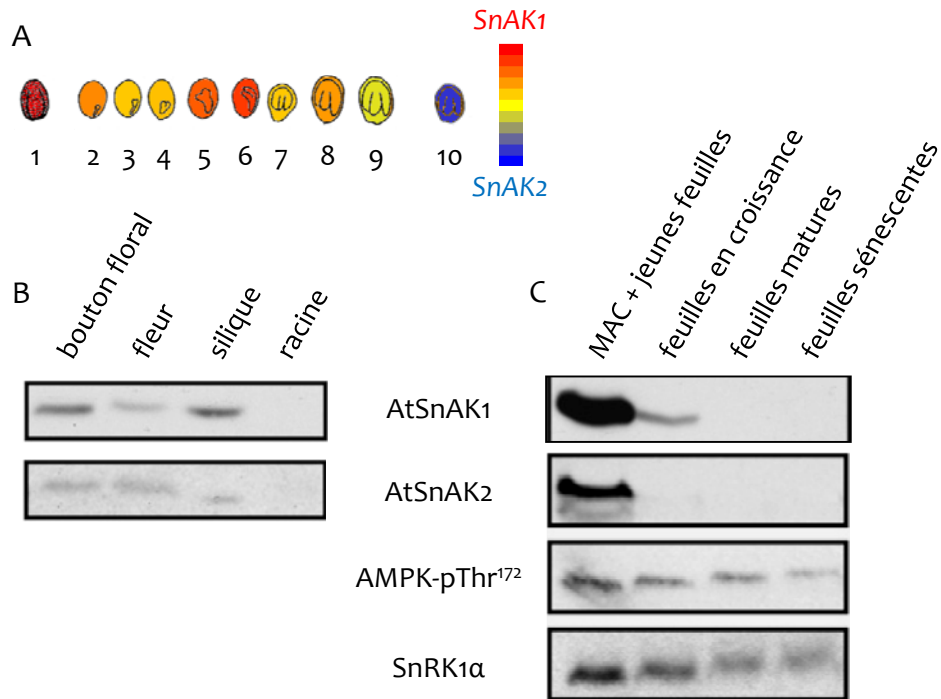 A
SnAK1
1 2 3 4 5 6 7 8 9 10
SnAK2
B
bouton floral
fleur
silique
racine
C
MAC + jeunes feuilles
feuilles en croissance
feuilles matures
feuilles sénescentes
AtSnAK1
AtSnAK2
AMPK-pThr¹⁷²
SnRK1α